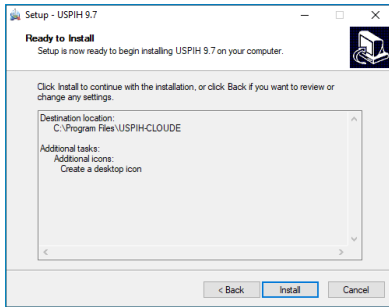 Setup - USPIH 9.7
Ready to Install
Setup is now ready to begin installing USPIH 9.7 on your computer.
Click Install to continue with the installation, or click Back if you want to review or
change any settings.
Destination location:
C:\Program Files\USPIH-CLOUDE
Additional tasks:
Additional icons:
Create a desktop icon
< Back
Install
Cancel